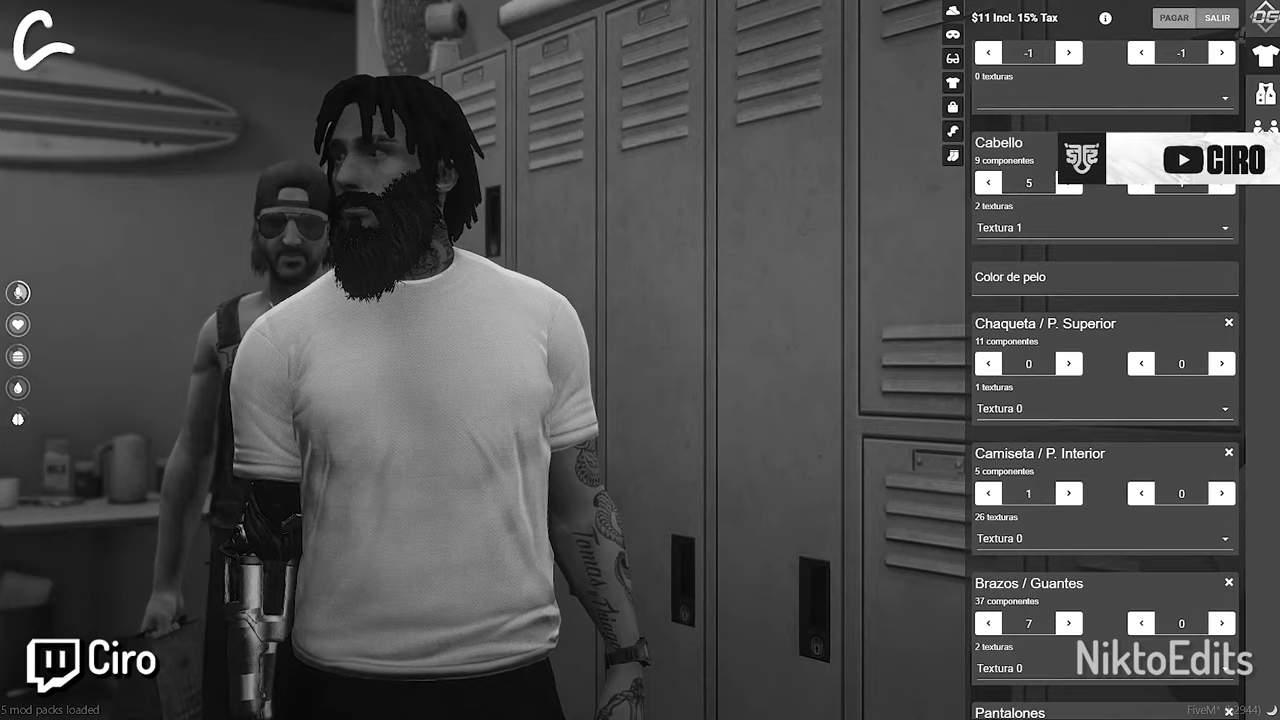 $11 Incl. 15% Tax
PAGAR
SALIR
-1
-1
0 texturas
Cabello
9 componentes
5
2 texturas
Textura 1
CIRO
Color de pelo
Chaqueta / P. Superior
11 componentes
0
0
1 texturas
Textura 0
Camiseta / P. Interior
5 componentes
1
0
26 texturas
Textura 0
Brazos / Guantes
37 componentes
7
0
2 texturas
Textura 0
Pantalones
NiktoEdits
Ciro
5 mod packs loaded